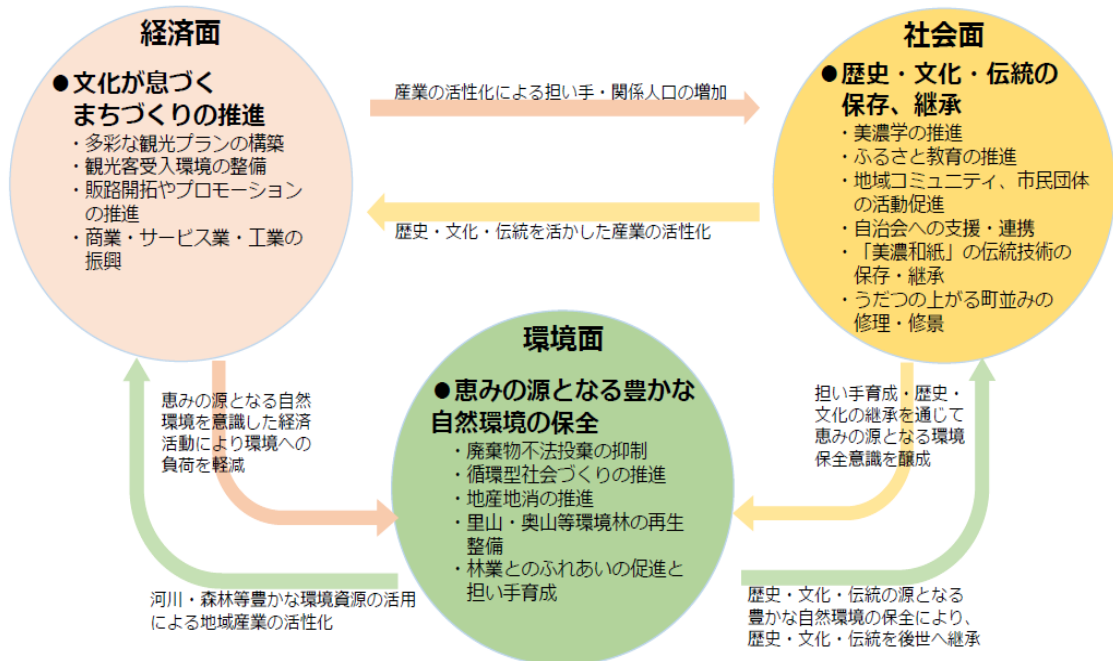 経済面
●文化が息づく
まちづくりの推進
・多彩な観光プランの構築
・観光客受入環境の整備
・販路開拓やプロモーション
の推進
・商業・サービス業・工業の
振興
産業の活性化による担い手・関係人口の増加
歴史・文化・伝統を活かした産業の活性化
社会面
●歴史・文化・伝統の
保存、継承
・美濃学の推進
・ふるさと教育の推進
・地域コミュニティ、市民団体
の活動促進
・自治会への支援・連携
・「美濃和紙」の伝統技術の
保存・継承
・うだつの上がる町並みの
修理・修景
環境面
●恵みの源となる豊かな
自然環境の保全
・廃棄物不法投棄の抑制
・循環型社会づくりの推進
・地産地消の推進
・里山・奥山等環境林の再生
整備
・林業とのふれあいの促進と
担い手育成
恵みの源となる自然
環境を意識した経済
活動により環境への
負荷を軽減
担い手育成・歴史・
文化の継承を通じて
恵みの源となる環境
保全意識を醸成
河川・森林等豊かな環境資源の活用
による地域産業の活性化
歴史・文化・伝統の源となる
豊かな自然環境の保全により、
歴史・文化・伝統を後世へ継承